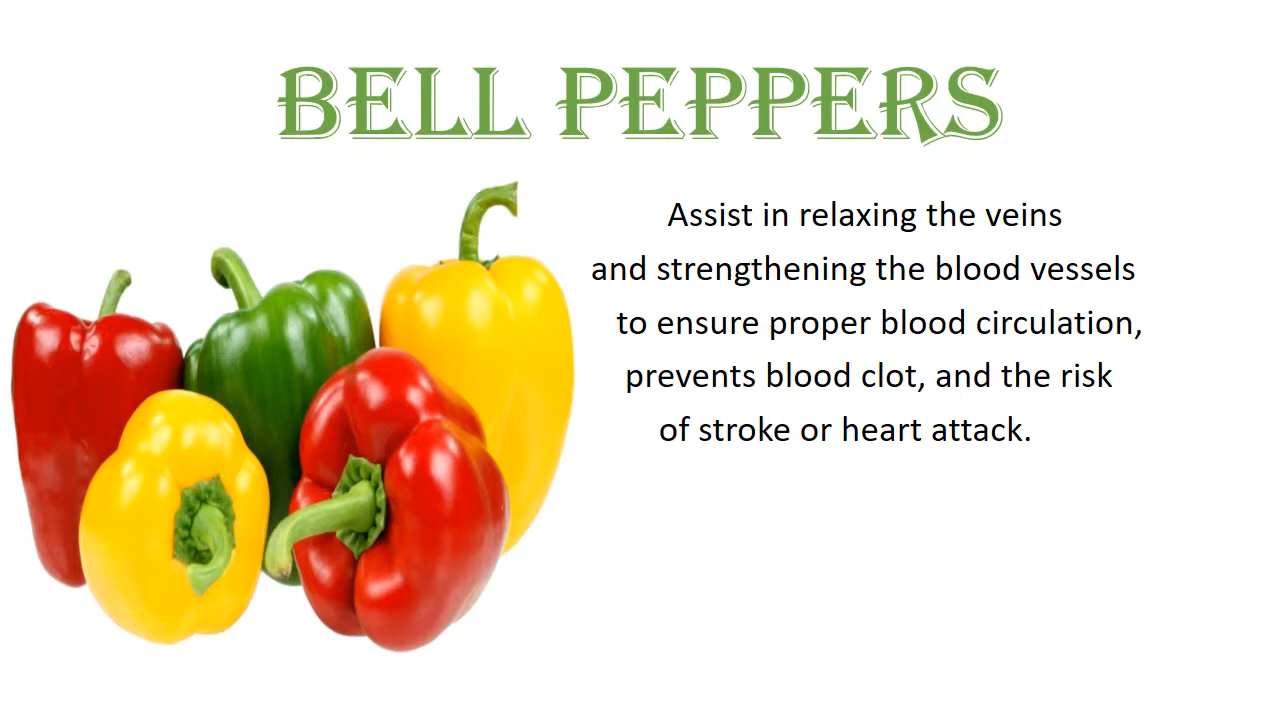 BELL PEPPERS
Assist in relaxing the veins
and strengthening the blood vessels
to ensure proper blood circulation,
prevents blood clot, and the risk
of stroke or heart attack.